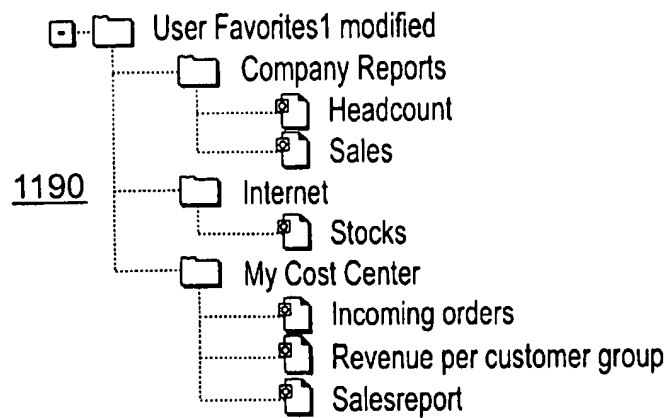 User Favorites1 modified
Company Reports
Headcount
Sales
1190
Internet
Stocks
My Cost Center
Incoming orders
Revenue per customer group
Salesreport